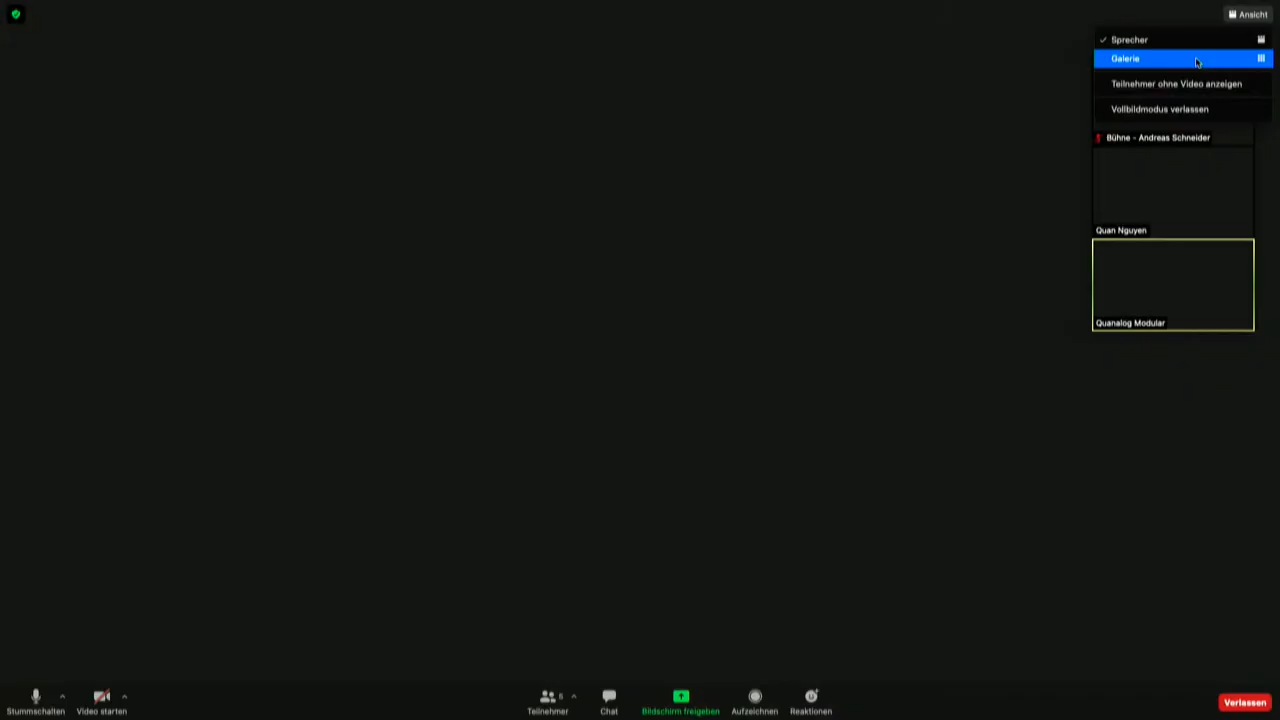 Ansicht
Sprecher
Galerie
Teilnehmer ohne Video anzeigen
Vollbildmodus verlassen
Bühne - Andreas Schneider
Quan Nguyen
Quanalog Modular
Stummschalten
Video starten
6
Teilnehmer
Chat
Bildschirm freigeben
Aufzeichnen
Reaktionen
Verlassen